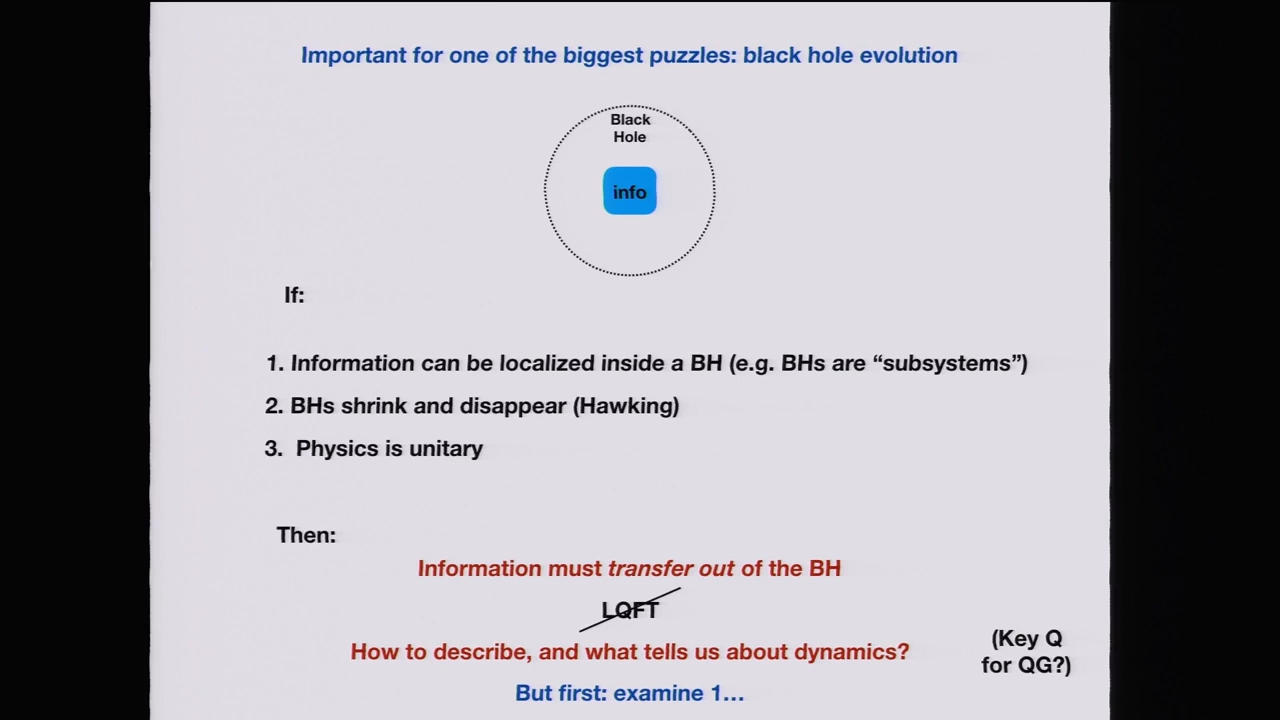 Important for one of the biggest puzzles: black hole evolution
Black
Hole
info
If:
1. Information can be localized inside a BH (e.g. BHs are “subsystems”)
2. BHs shrink and disappear (Hawking)
3. Physics is unitary
Then:
Information must transfer out of the BH
LQFT
How to describe, and what tells us about dynamics?
(Key Q
for QG?)
But first: examine 1…